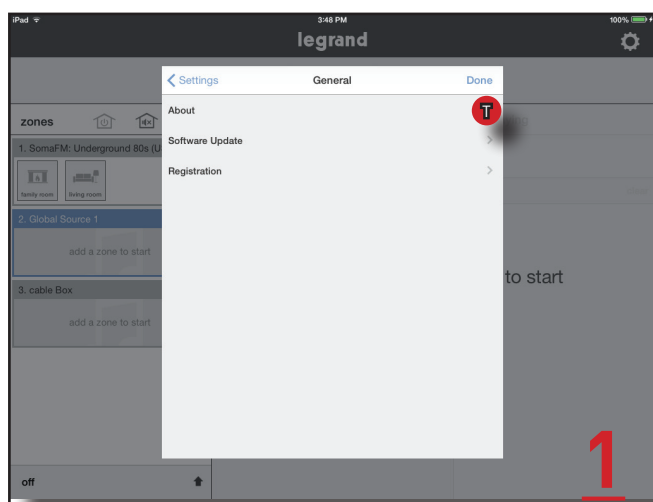 iPad 3:48 PM 100%
legrand
Settings General Done
About T
Software Update
Registration
zones
1. SomaFM: Underground 80s (U
family room living room
2. Global Source 1
add a zone to start
3. cable Box
add a zone to start
to start
off
1